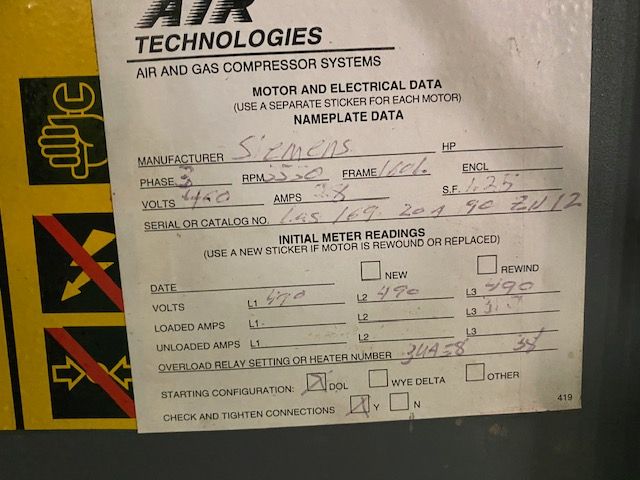 AIR
TECHNOLOGIES
AIR AND GAS COMPRESSOR SYSTEMS
MOTOR AND ELECTRICAL DATA
(USE A SEPARATE STICKER FOR EACH MOTOR)
NAMEPLATE DATA
MANUFACTURER Siemens HP
PHASE 3 RPM 3550 FRAME ENCL
VOLTS 460 AMPS S.F. 1.25
SERIAL OR CATALOG NO. 169
INITIAL METER READINGS
(USE A NEW STICKER IF MOTOR IS REWOUND OR REPLACED)
DATE NEW REWIND
VOLTS L1 490 L2 490 L3 490
LOADED AMPS L1 L2 L3
UNLOADED AMPS L1 L2 L3
OVERLOAD RELAY SETTING OR HEATER NUMBER 38
STARTING CONFIGURATION: DOL WYE DELTA OTHER
CHECK AND TIGHTEN CONNECTIONS Y N
419